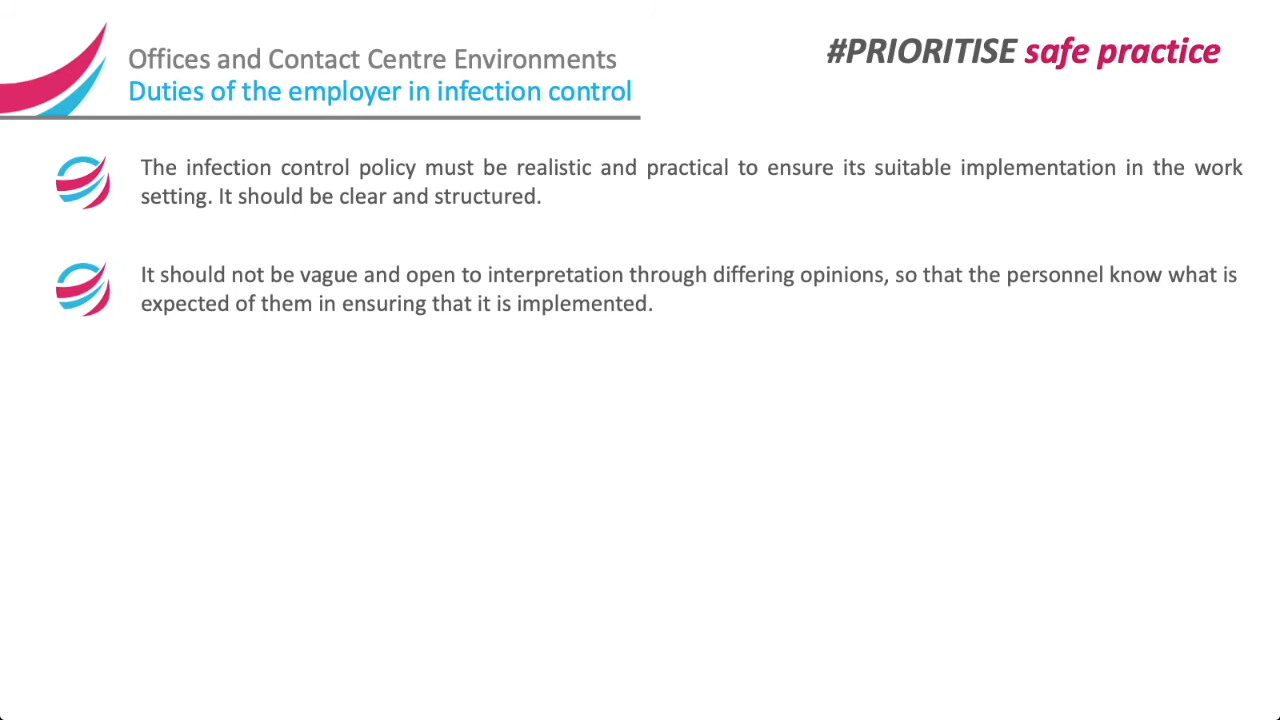 Offices and Contact Centre Environments
Duties of the employer in infection control
#PRIORITISE safe practice
The infection control policy must be realistic and practical to ensure its suitable implementation in the work
setting. It should be clear and structured.
It should not be vague and open to interpretation through differing opinions, so that the personnel know what is
expected of them in ensuring that it is implemented.